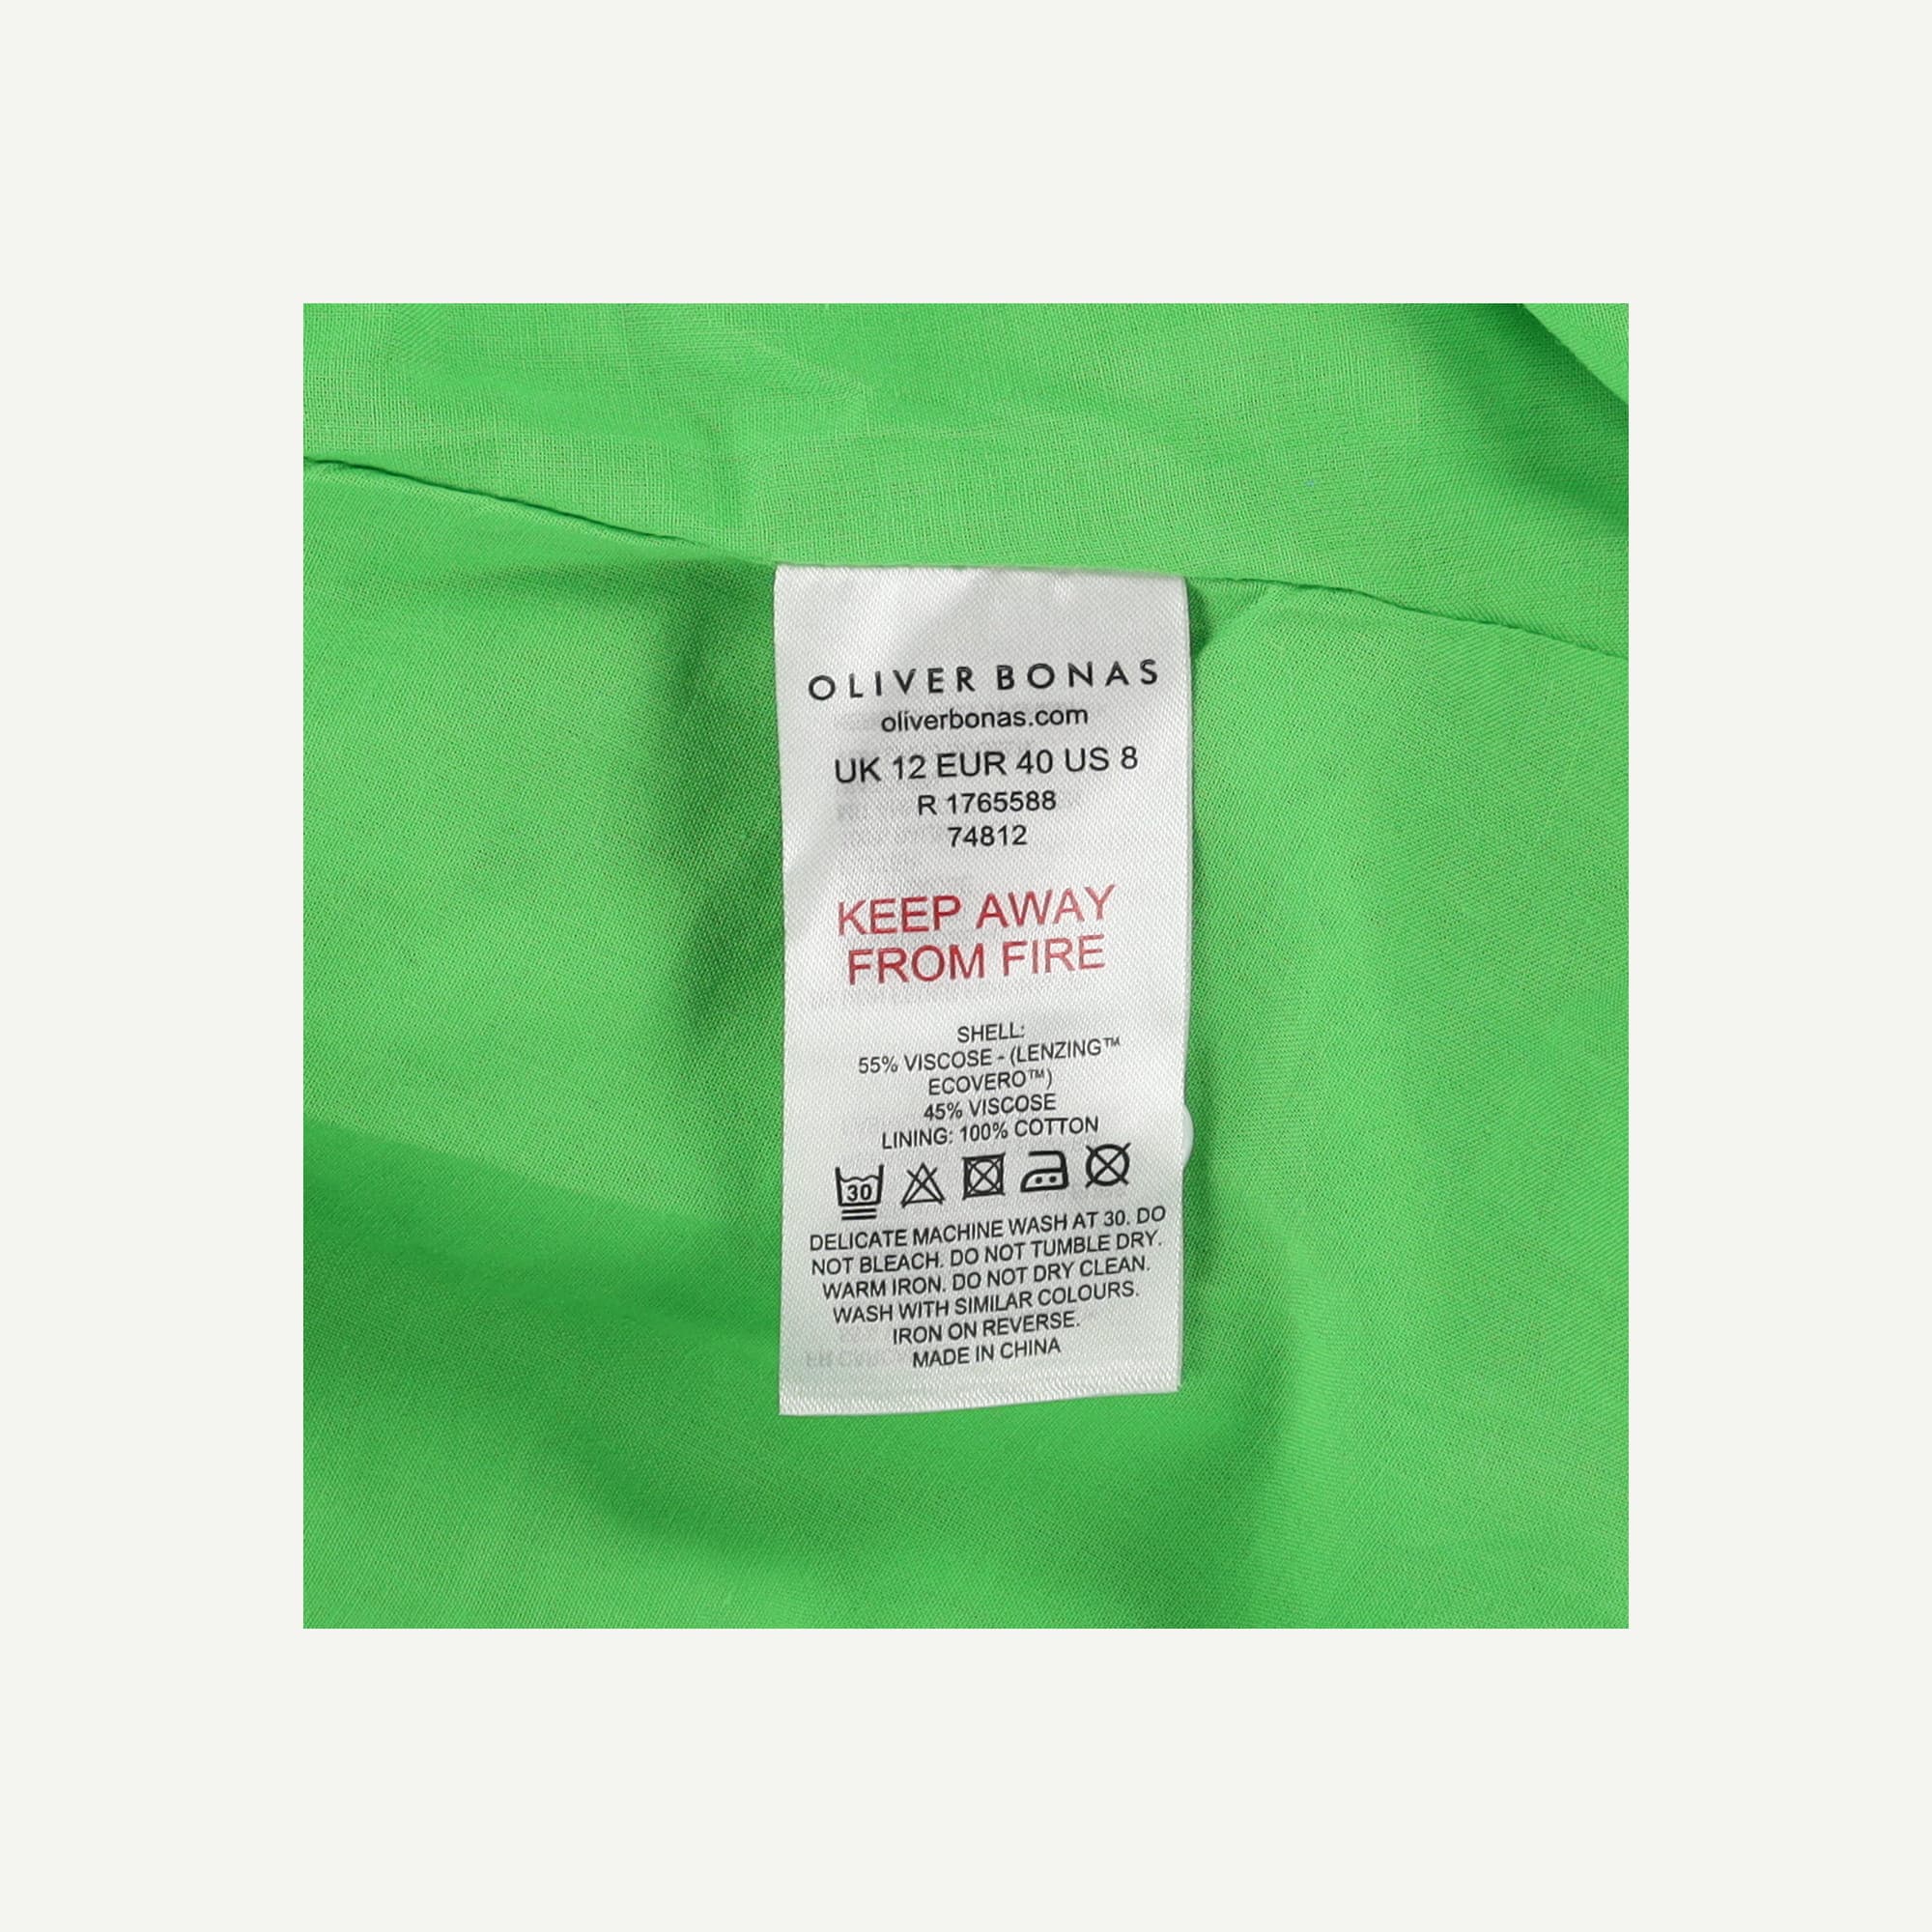 OLIVER BONAS
oliverbonas.com
UK 12 EUR 40 US 8
R 1765588
74812
KEEP AWAY
FROM FIRE
SHELL:
55% VISCOSE - (LENZING™
ECOVERO™)
45% VISCOSE
LINING: 100% COTTON
30
DELICATE MACHINE WASH AT 30. DO
NOT BLEACH. DO NOT TUMBLE DRY.
WARM IRON. DO NOT DRY CLEAN.
WASH WITH SIMILAR COLOURS.
IRON ON REVERSE.
MADE IN CHINA